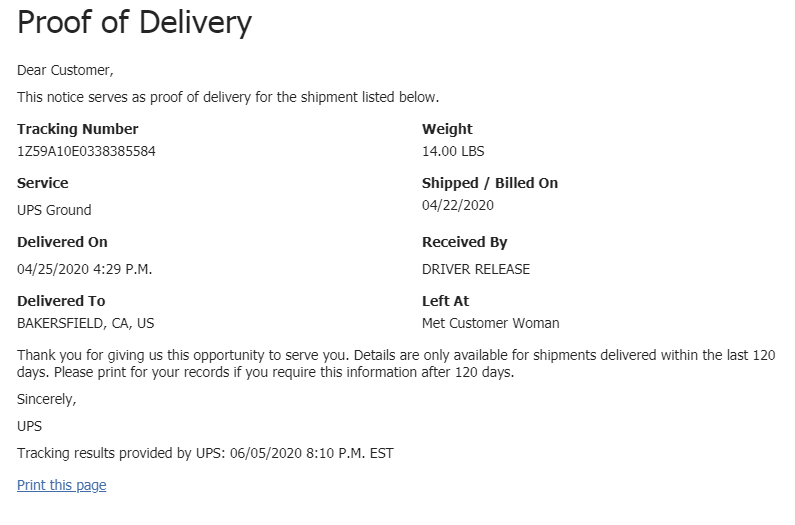 Proof of Delivery
Dear Customer,
This notice serves as proof of delivery for the shipment listed below.
Tracking Number
1Z59A10E0338385584
Weight
14.00 LBS
Service
UPS Ground
Shipped / Billed On
04/22/2020
Delivered On
04/25/2020 4:29 P.M.
Received By
DRIVER RELEASE
Delivered To
BAKERSFIELD, CA, US
Left At
Met Customer Woman
Thank you for giving us this opportunity to serve you. Details are only available for shipments delivered within the last 120
days. Please print for your records if you require this information after 120 days.
Sincerely,
UPS
Tracking results provided by UPS: 06/05/2020 8:10 P.M. EST
Print this page